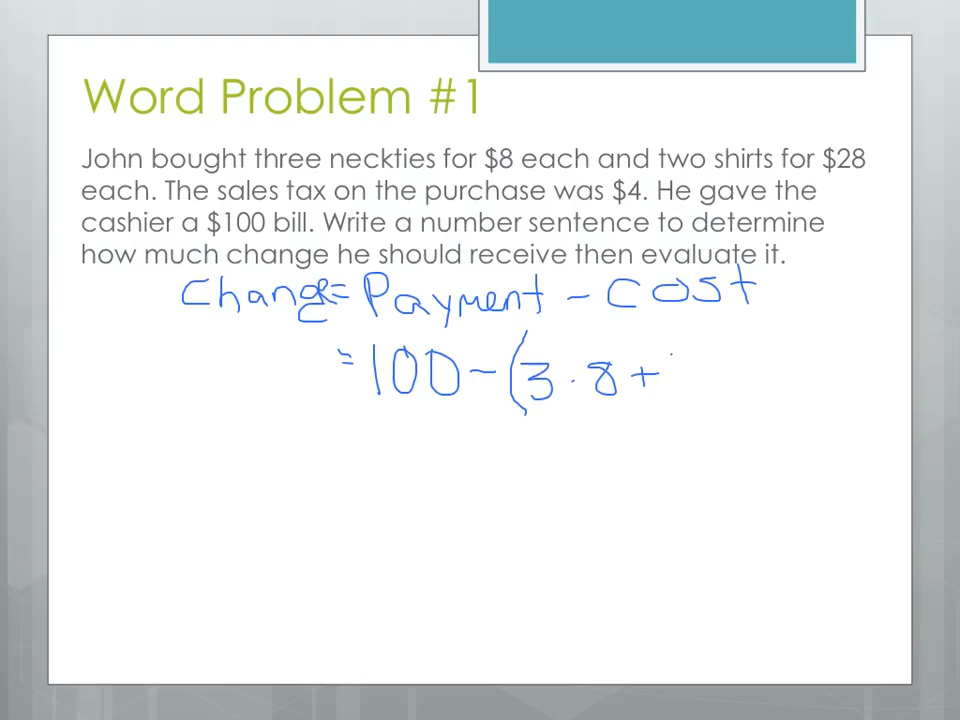 Word Problem #1
John bought three neckties for $8 each and two shirts for $28
each. The sales tax on the purchase was $4. He gave the
cashier a $100 bill. Write a number sentence to determine
how much change he should receive then evaluate it.
Change = Payment - Cost
= 100 - (3 · 8 +